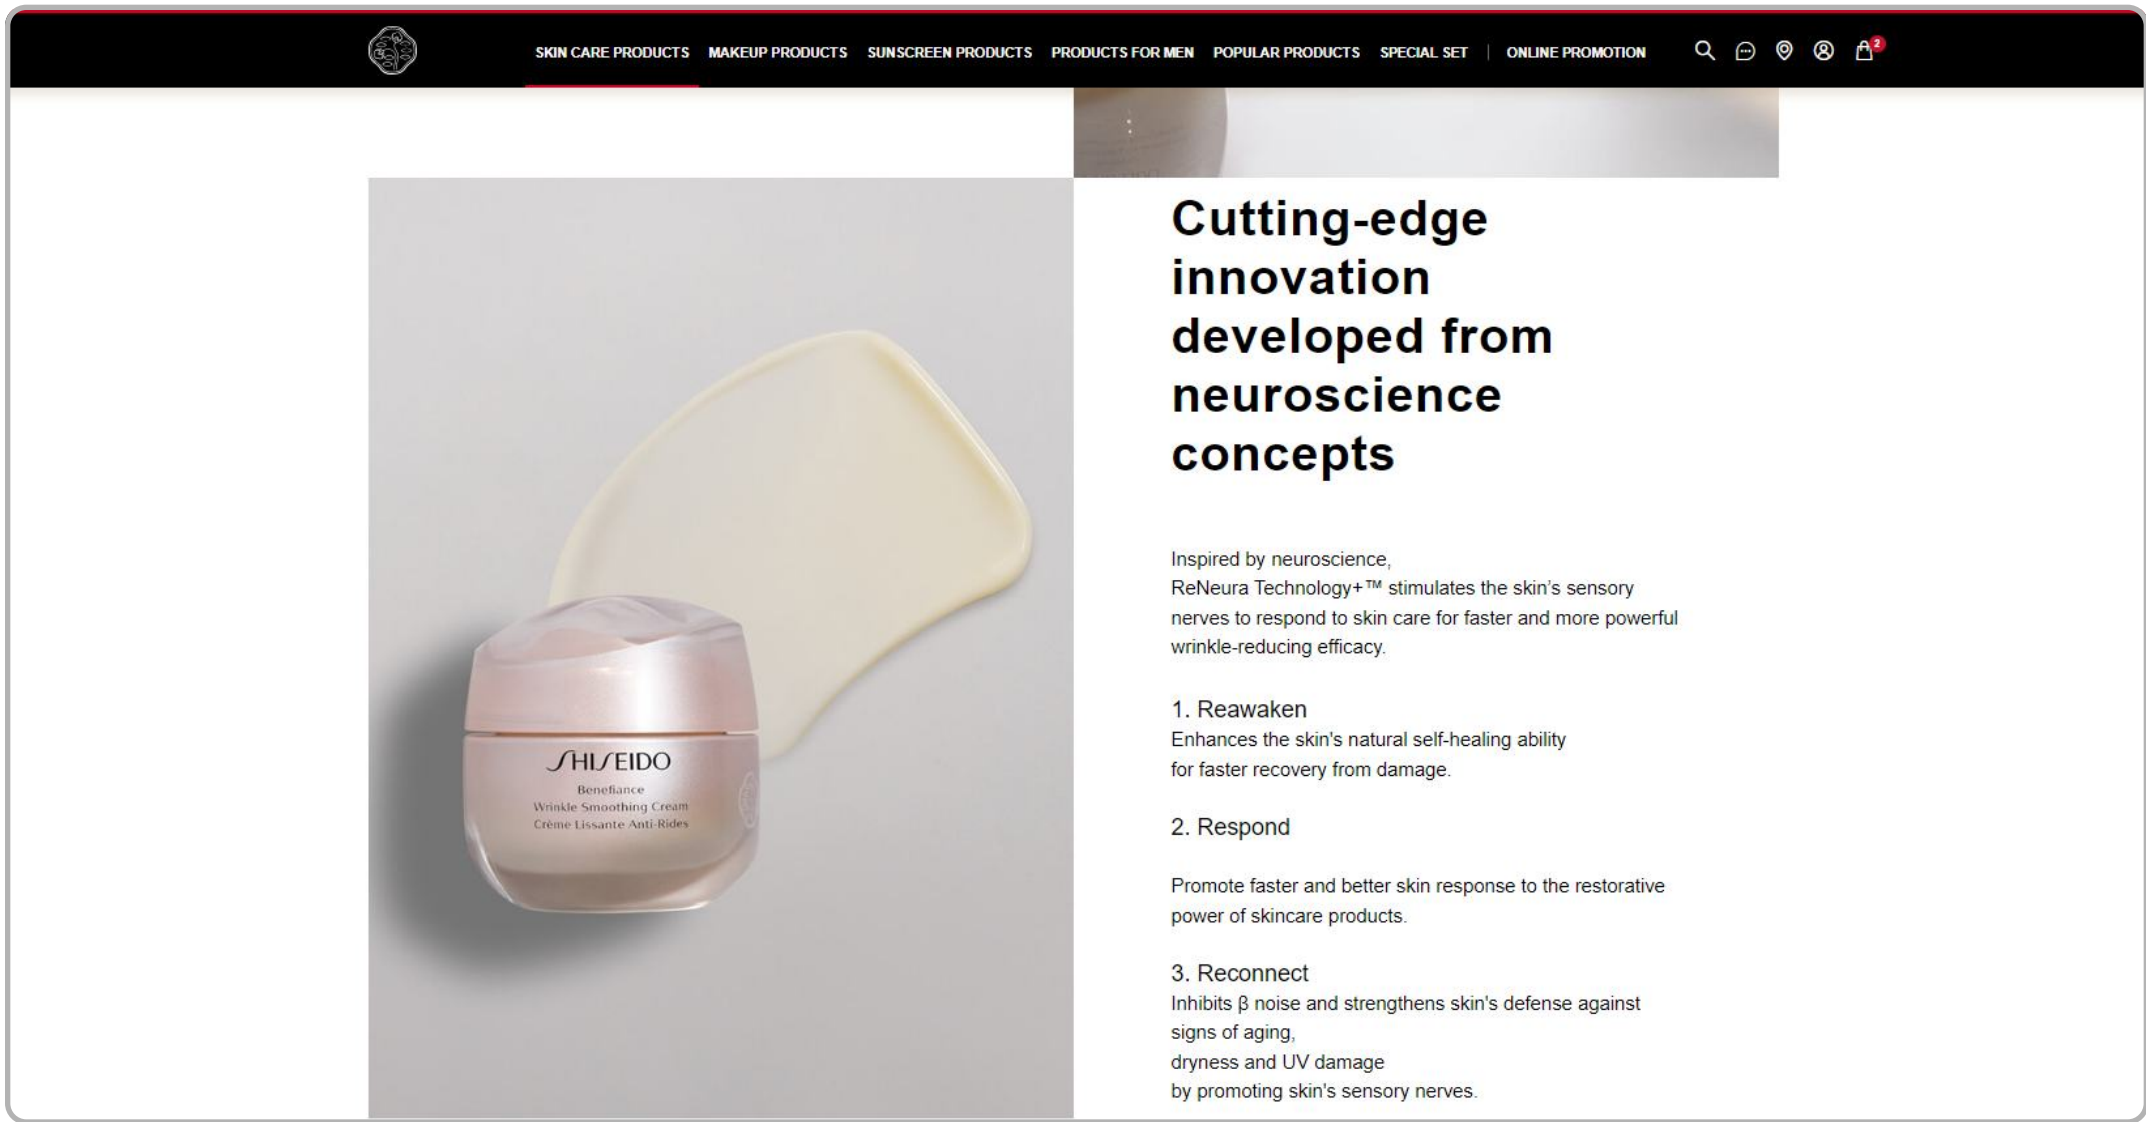 SKIN CARE PRODUCTS MAKEUP PRODUCTS SUNSCREEN PRODUCTS PRODUCTS FOR MEN POPULAR PRODUCTS SPECIAL SET | ONLINE PROMOTION 2
Cutting-edge
innovation
developed from
neuroscience
concepts
Inspired by neuroscience,
ReNeura Technology+™ stimulates the skin’s sensory
nerves to respond to skin care for faster and more powerful
wrinkle-reducing efficacy.
1. Reawaken
Enhances the skin's natural self-healing ability
for faster recovery from damage.
2. Respond
Promote faster and better skin response to the restorative
power of skincare products.
3. Reconnect
Inhibits β noise and strengthens skin's defense against
signs of aging,
dryness and UV damage
by promoting skin's sensory nerves.
SHISEIDO
Benefiance
Wrinkle Smoothing Cream
Crème Lissante Anti-Rides